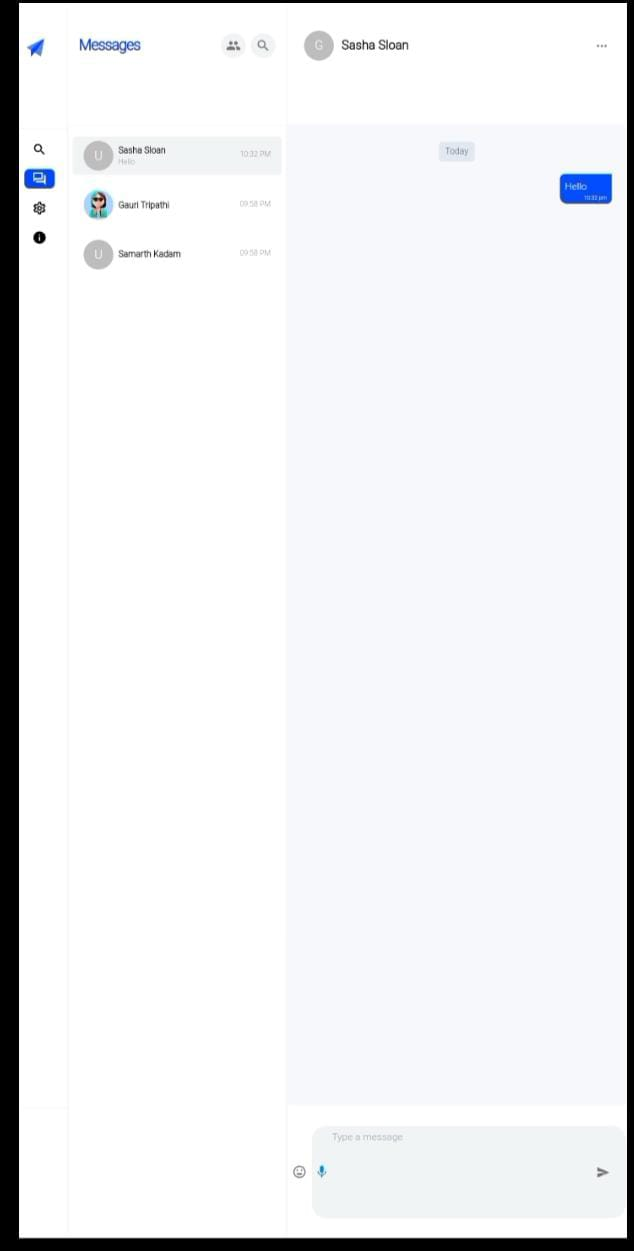 Messages
G
Sasha Sloan
U
Sasha Sloan
10:32 PM
Hello
Gauri Tripathi
09:58 PM
U
Samarth Kadam
09:58 PM
Today
Hello
10:32 pm
Type a message